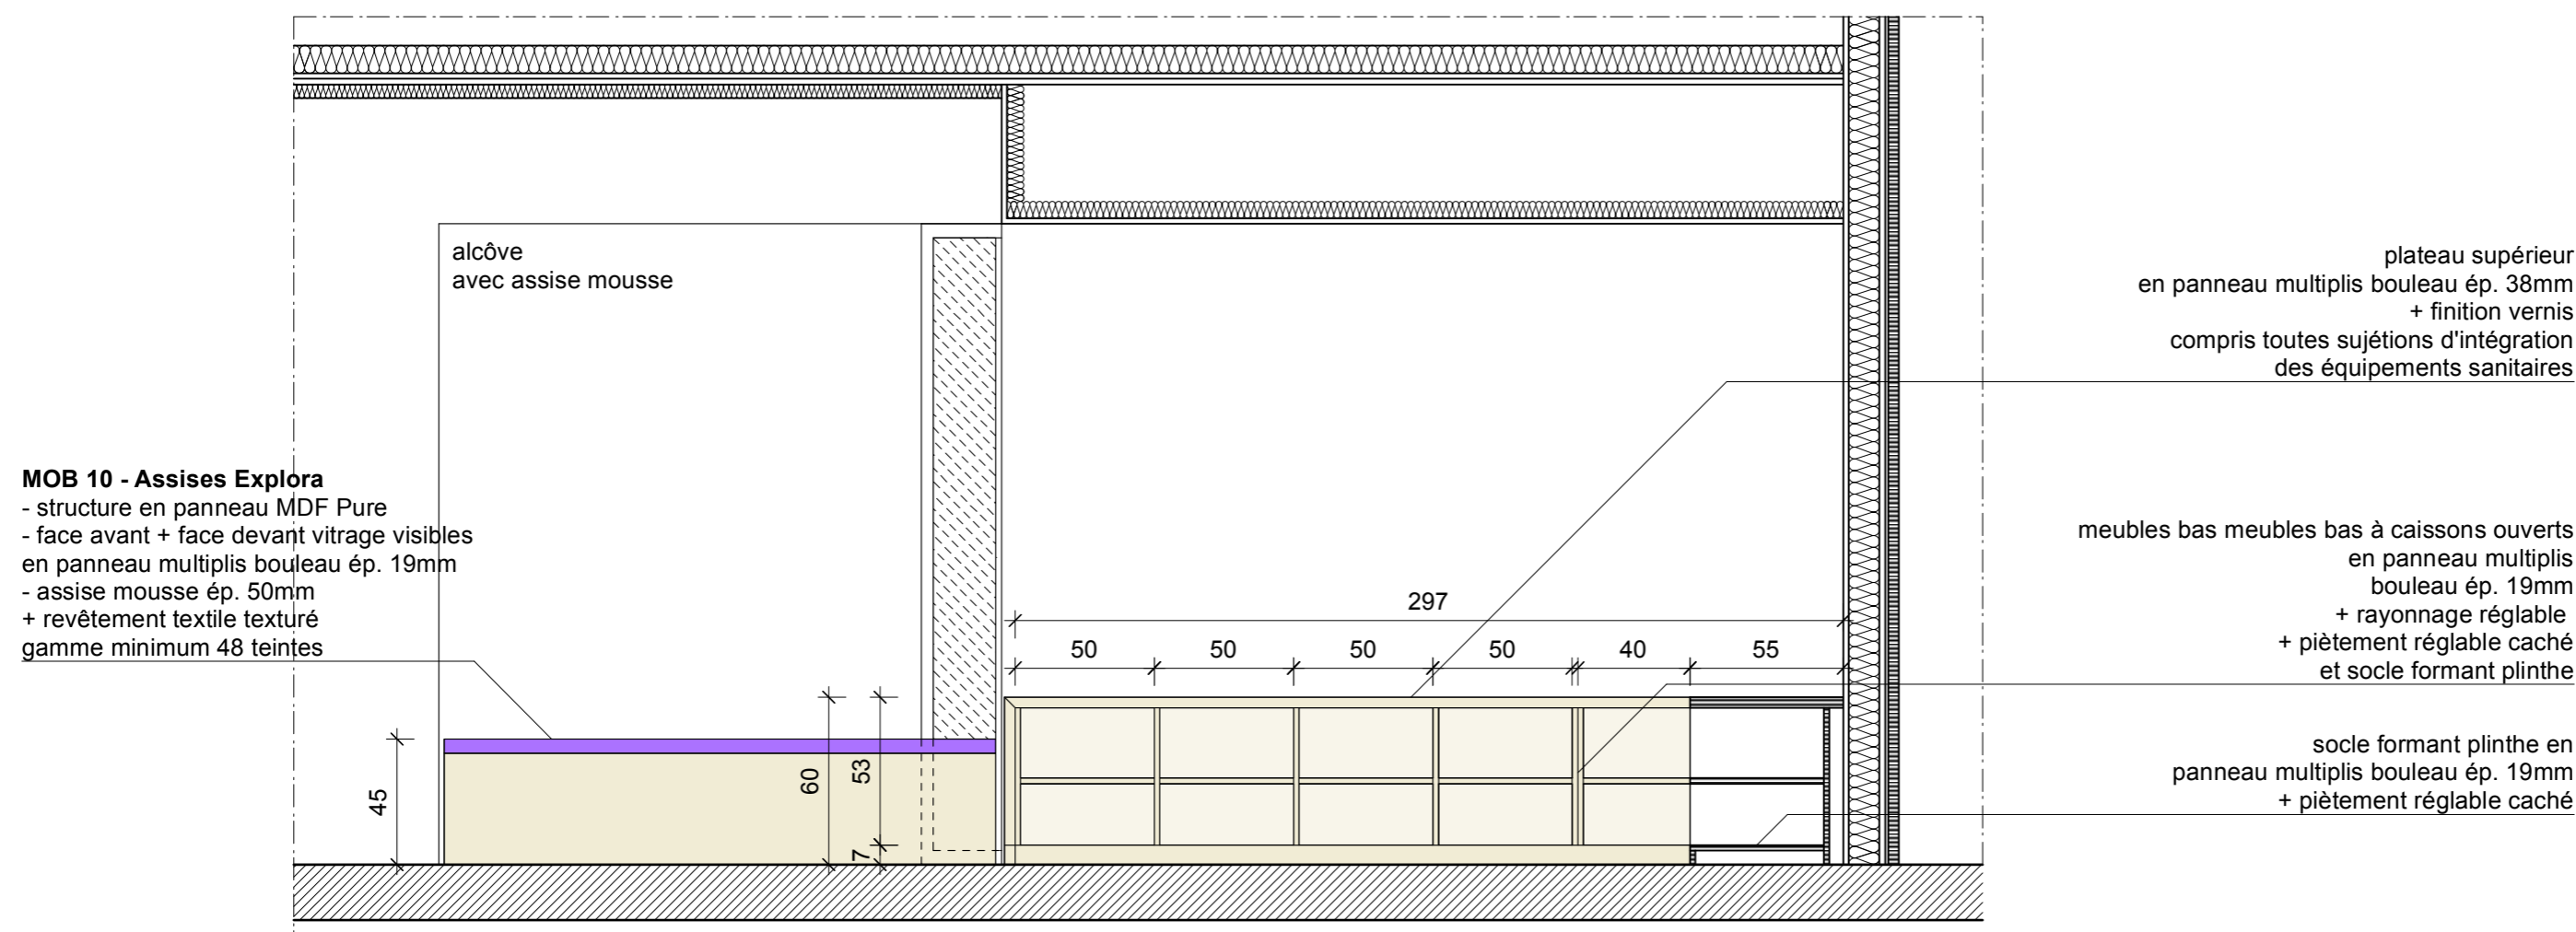 alcôve
avec assise mousse
plateau supérieur
en panneau multiplis bouleau ép. 38mm
+ finition vernis
compris toutes sujétions d'intégration
des équipements sanitaires
MOB 10 - Assises Explora
- structure en panneau MDF Pure
- face avant + face devant vitrage visibles
en panneau multiplis bouleau ép. 19mm
- assise mousse ép. 50mm
+ revêtement textile texturé
gamme minimum 48 teintes
meubles bas meubles bas à caissons ouverts
en panneau multiplis
bouleau ép. 19mm
+ rayonnage réglable
+ piètement réglable caché
et socle formant plinthe
297
50 50 50 50 40 55
45
60
53
7
socle formant plinthe en
panneau multiplis bouleau ép. 19mm
+ piètement réglable caché